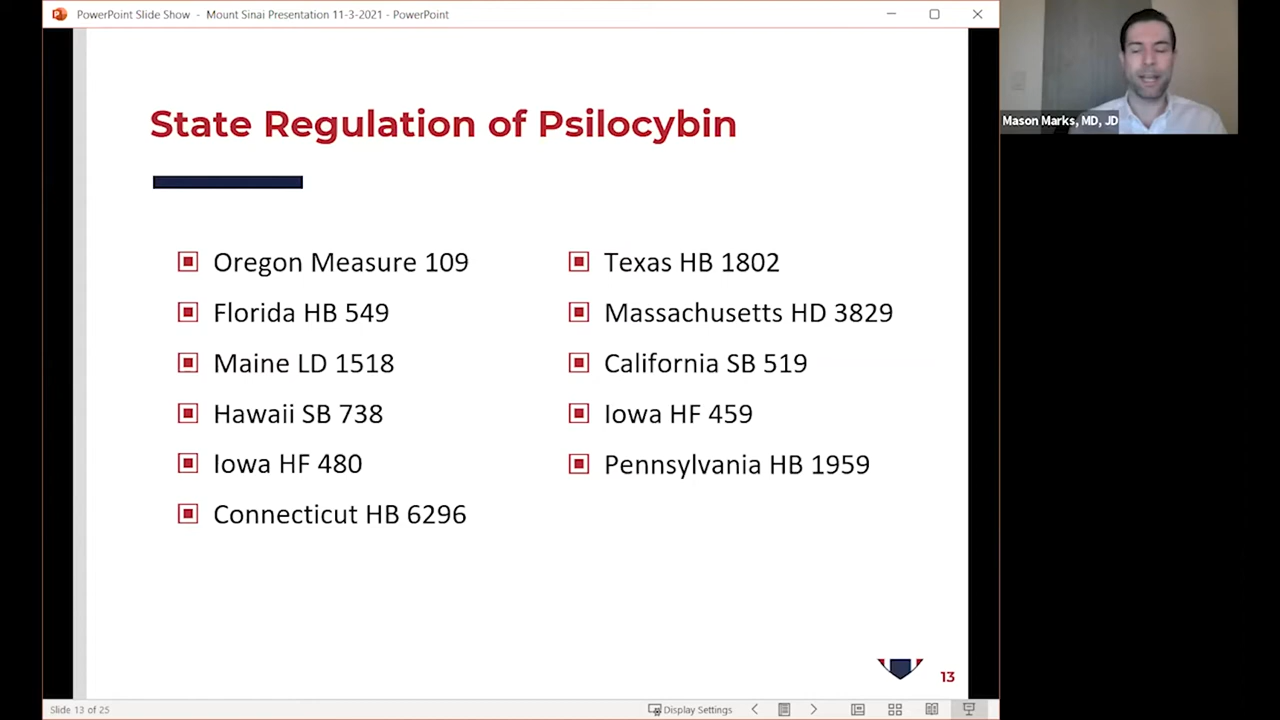 PowerPoint Slide Show - Mount Sinai Presentation 11-3-2021 - PowerPoint
Mason Marks, MD, JD
State Regulation of Psilocybin
Oregon Measure 109
Florida HB 549
Maine LD 1518
Hawaii SB 738
Iowa HF 480
Connecticut HB 6296
Texas HB 1802
Massachusetts HD 3829
California SB 519
Iowa HF 459
Pennsylvania HB 1959
13
Slide 13 of 25
Display Settings